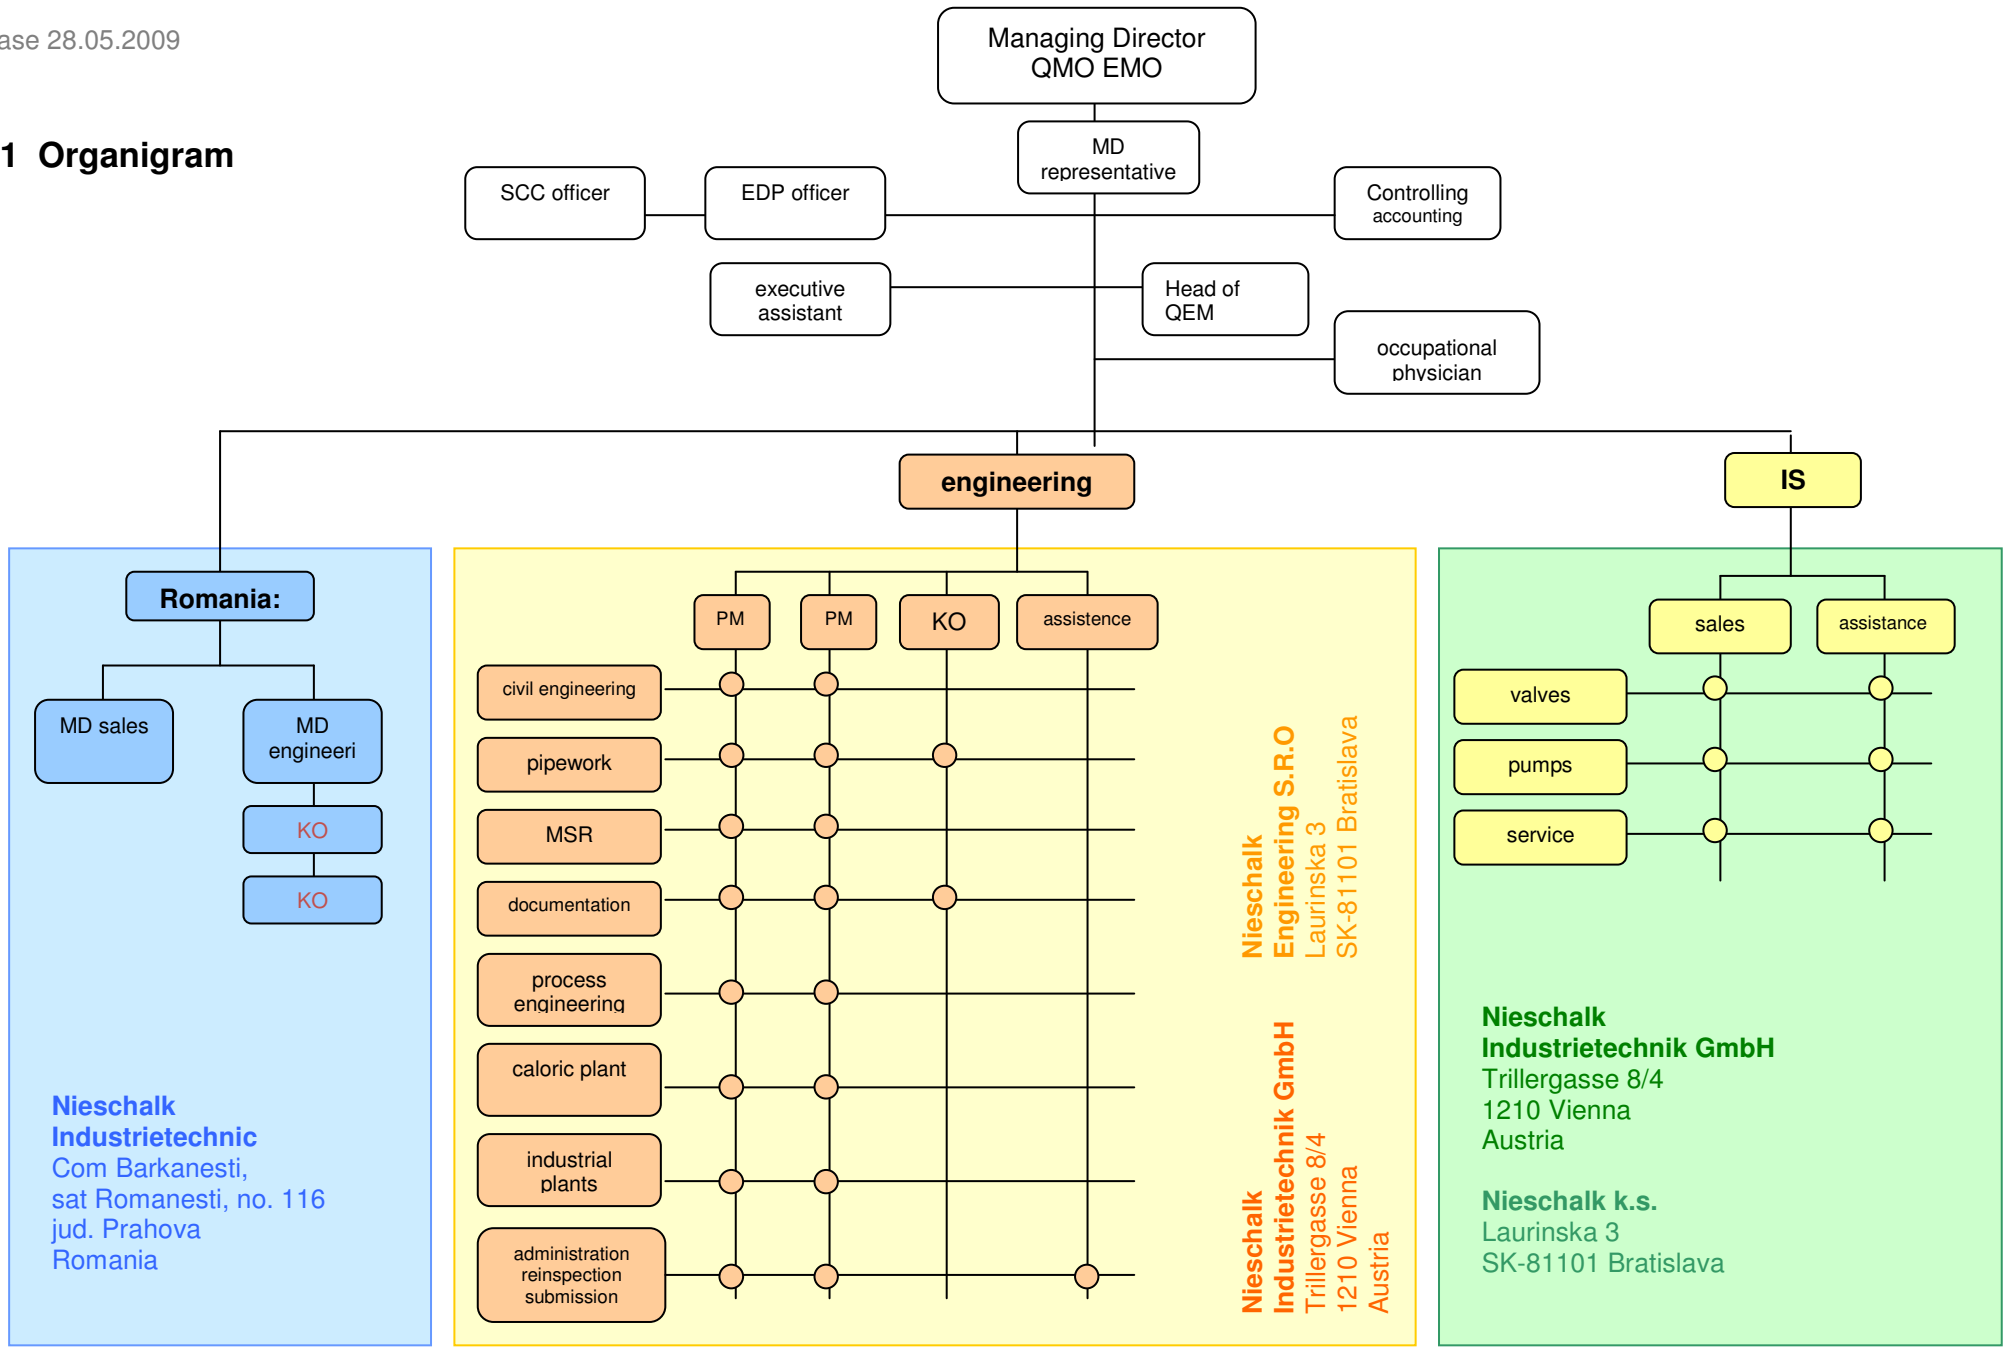 ase 28.05.2009
1 Organigram
Managing Director
QMO EMO
MD
representative
SCC officer
EDP officer
Controlling
accounting
executive
assistant
Head of
QEM
occupational
physician
engineering
IS
Romania:
MD sales
MD
engineeri
KO
KO
Nieschalk
Industrietechnic
Com Barkanesti,
sat Romanesti, no. 116
jud. Prahova
Romania
PM
PM
KO
assistence
civil engineering
pipework
MSR
documentation
process
engineering
caloric plant
industrial
plants
administration
reinspection
submission
Nieschalk
Engineering S.R.O
Laurinska 3
SK-81101 Bratislava
Nieschalk
Industrietechnik GmbH
Trillergasse 8/4
1210 Vienna
Austria
sales
assistance
valves
pumps
service
Nieschalk
Industrietechnik GmbH
Trillergasse 8/4
1210 Vienna
Austria
Nieschalk k.s.
Laurinska 3
SK-81101 Bratislava